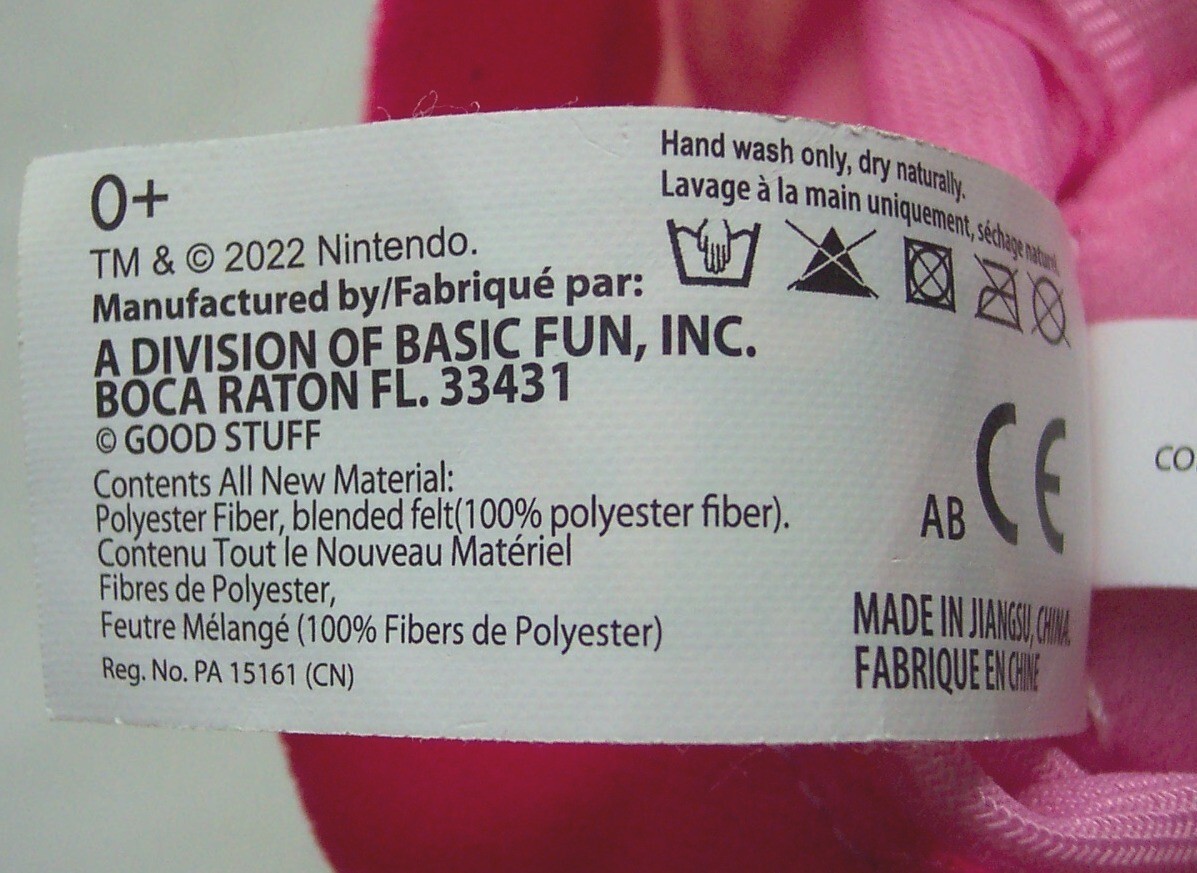 0+
TM & © 2022 Nintendo.
Manufactured by/Fabriqué par:
A DIVISION OF BASIC FUN, INC.
BOCA RATON FL. 33431
© GOOD STUFF
Contents All New Material:
Polyester Fiber, blended felt(100% polyester fiber).
Contenu Tout le Nouveau Matériel
Fibres de Polyester,
Feutre Mélangé (100% Fibers de Polyester)
Reg. No. PA 15161 (CN)
Hand wash only, dry naturally.
Lavage à la main uniquement, séchage naturel.
AB CE
MADE IN JIANGSU, CHINA.
FABRIQUE EN CHINE
CO